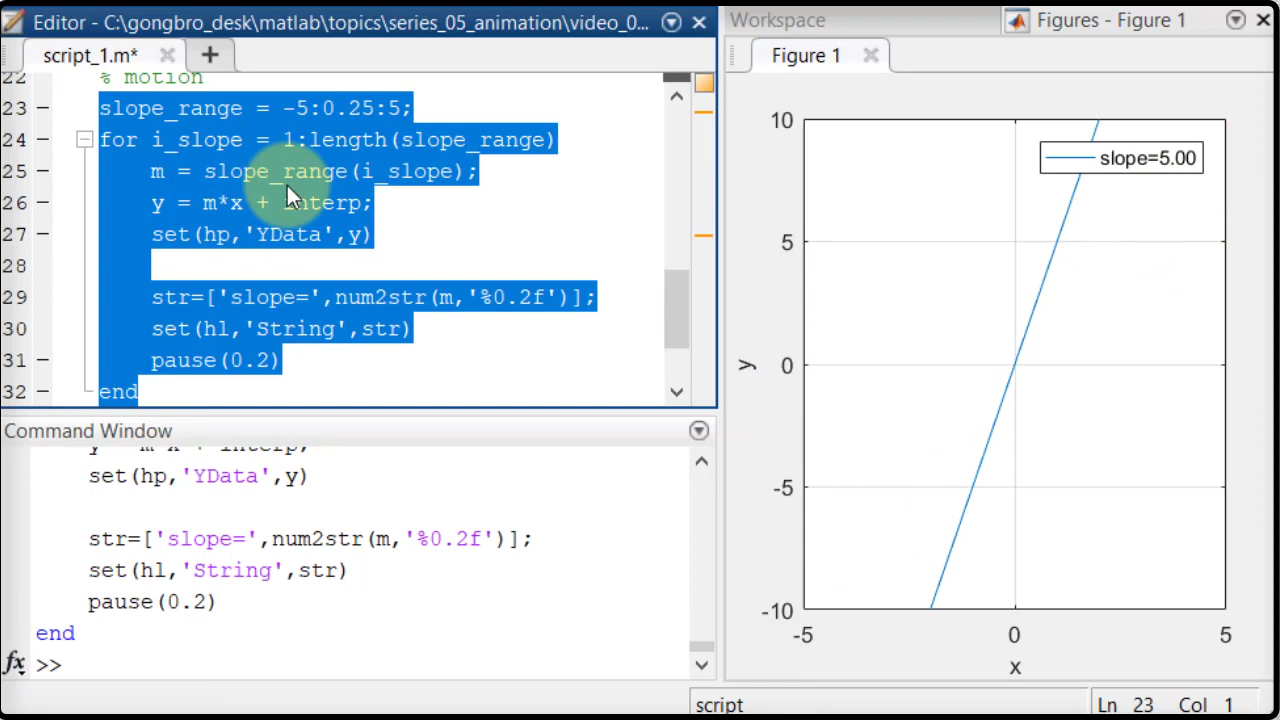 Editor - C:\gongbro_desk\matlab\topics\series_05_animation\video_0...
script_1.m*
22 % motion
23 slope_range = -5:0.25:5;
24 for i_slope = 1:length(slope_range)
25 m = slope_range(i_slope);
26 y = m*x + interp;
27 set(hp,'YData',y)
28
29 str=['slope=',num2str(m,'%0.2f')];
30 set(hl,'String',str)
31 pause(0.2)
32 end
Command Window
y = m*x + interp;
set(hp,'YData',y)
str=['slope=',num2str(m,'%0.2f')];
set(hl,'String',str)
pause(0.2)
end
fx >>
Workspace
Figures - Figure 1
Figure 1
slope=5.00
10
5
0
-5
-10
y
-5 0 5
x
script
Ln 23 Col 1